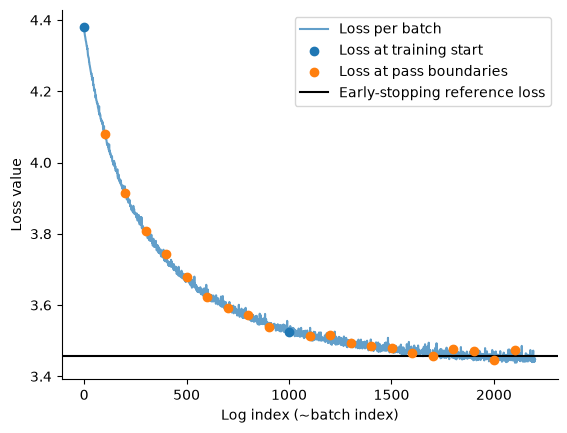 4.4
4.2
4.0
3.8
3.6
3.4
Loss value
0
500
1000
1500
2000
Log index (~batch index)
Loss per batch
Loss at training start
Loss at pass boundaries
Early-stopping reference loss